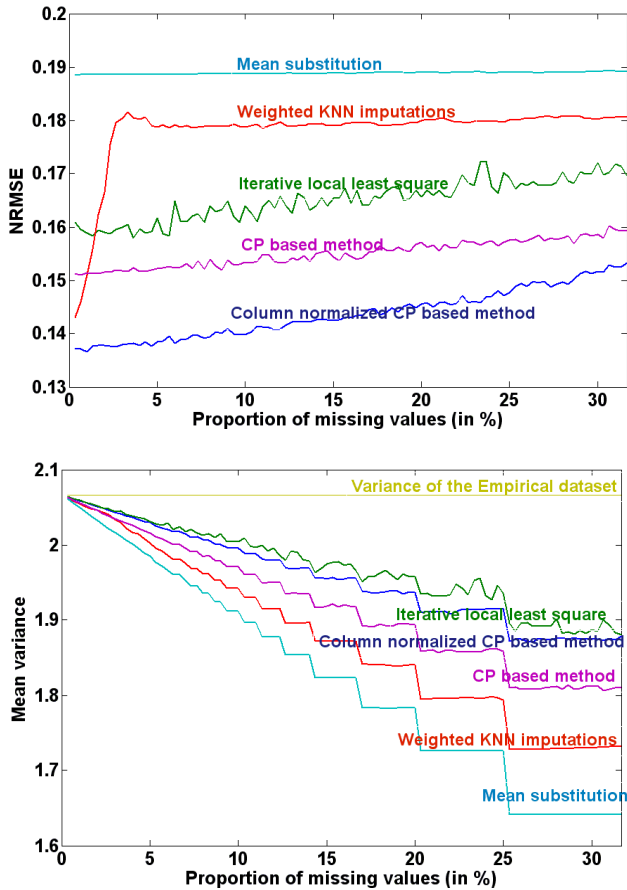 0.2
0.19
0.18
0.17
0.16
0.15
0.14
0.13
NRMSE
Mean substitution
Weighted KNN imputations
Iterative local least square
CP based method
Column normalized CP based method
0 5 10 15 20 25 30
Proportion of missing values (in %)
2.1
2
1.9
1.8
1.7
1.6
Mean variance
Variance of the Empirical dataset
Iterative local least square
Column normalized CP based method
CP based method
Weighted KNN imputations
Mean substitution
0 5 10 15 20 25 30
Proportion of missing values (in %)